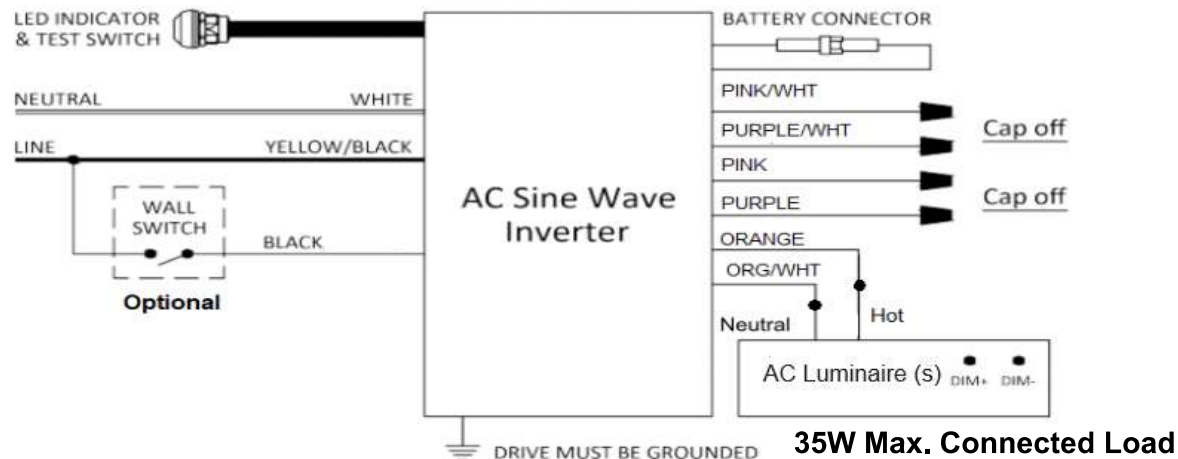 LED INDICATOR
& TEST SWITCH
BATTERY CONNECTOR
NEUTRAL
WHITE
LINE
YELLOW/BLACK
WALL
SWITCH
BLACK
Optional
AC Sine Wave
Inverter
PINK/WHT
PURPLE/WHT
Cap off
PINK
PURPLE
Cap off
ORANGE
ORG/WHT
Neutral
Hot
AC Luminaire (s)
DIM+
DIM-
DRIVE MUST BE GROUNDED
35W Max. Connected Load